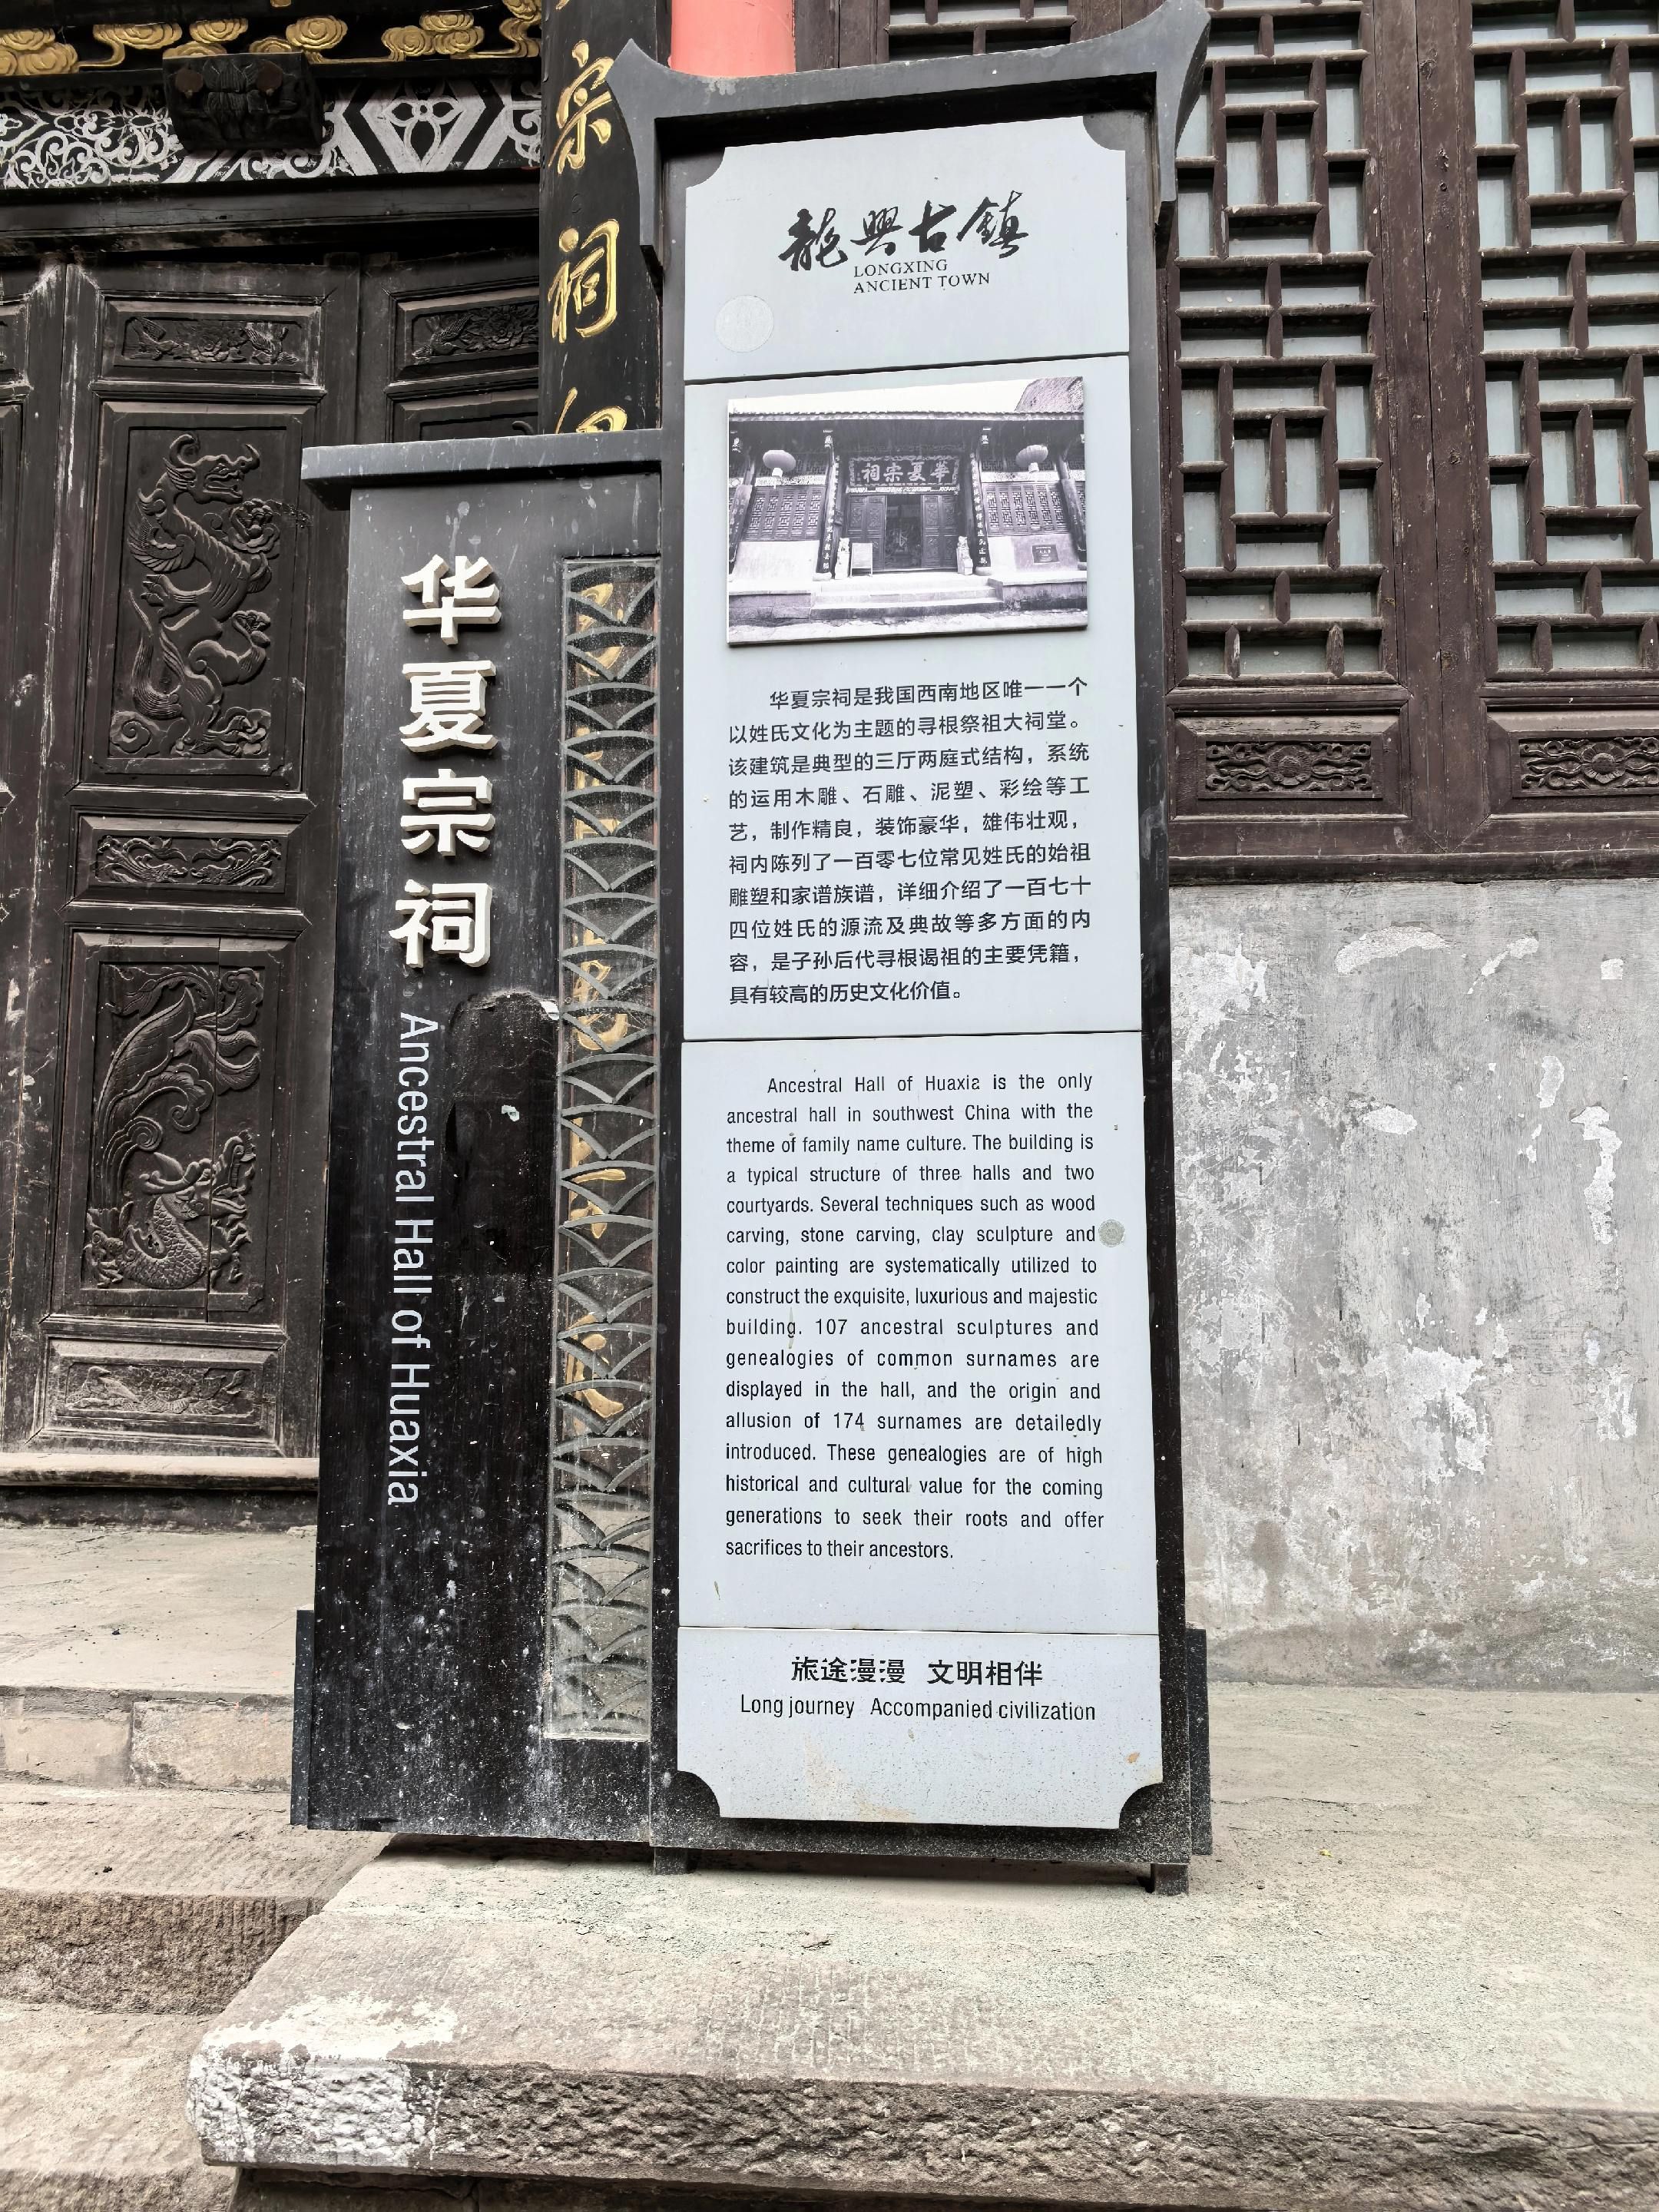 宗祠
华夏宗祠
Ancestral Hall of Huaxia
龍興古鎮
LONGXING
ANCIENT TOWN
祠宗夏華
华夏宗祠是我国西南地区唯一一个
以姓氏文化为主题的寻根祭祖大祠堂。
该建筑是典型的三厅两庭式结构，系统
的运用木雕、石雕、泥塑、彩绘等工
艺，制作精良，装饰豪华，雄伟壮观，
祠内陈列了一百零七位常见姓氏的始祖
雕塑和家谱族谱，详细介绍了一百七十
四位姓氏的源流及典故等多方面的内
容，是子孙后代寻根谒祖的主要凭籍，
具有较高的历史文化价值。
Ancestral Hall of Huaxia is the only
ancestral hall in southwest China with the
theme of family name culture. The building is
a typical structure of three halls and two
courtyards. Several techniques such as wood
carving, stone carving, clay sculpture and
color painting are systematically utilized to
construct the exquisite, luxurious and majestic
building. 107 ancestral sculptures and
genealogies of common surnames are
displayed in the hall, and the origin and
allusion of 174 surnames are detailedly
introduced. These genealogies are of high
historical and cultural value for the coming
generations to seek their roots and offer
sacrifices to their ancestors.
旅途漫漫 文明相伴
Long journey Accompanied civilization